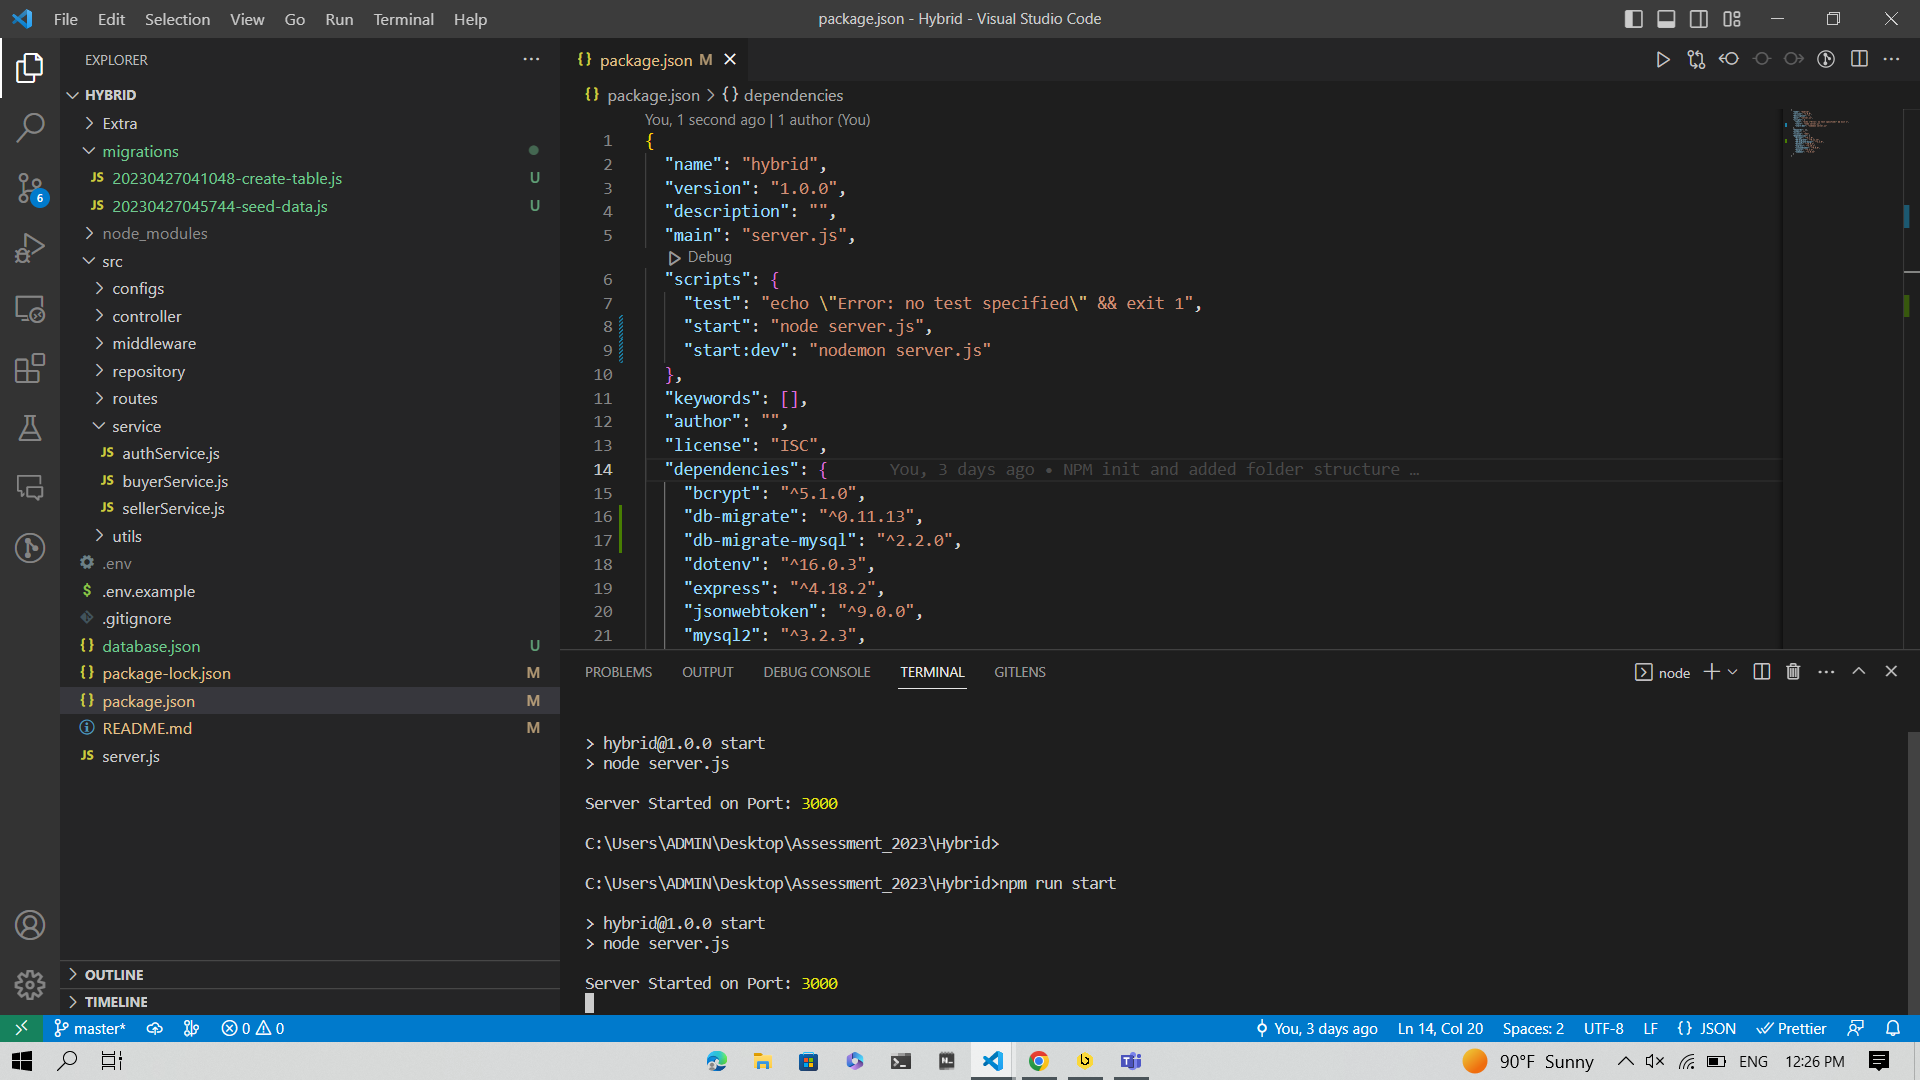 File Edit Selection View Go Run Terminal Help
package.json - Hybrid - Visual Studio Code
EXPLORER
HYBRID
Extra
migrations
JS 20230427041048-create-table.js U
JS 20230427045744-seed-data.js U
node_modules
src
configs
controller
middleware
repository
routes
service
JS authService.js
JS buyerService.js
JS sellerService.js
utils
.env
$ .env.example
.gitignore
{} database.json U
{} package-lock.json M
{} package.json M
README.md M
JS server.js
OUTLINE
TIMELINE
6
{} package.json M
{} package.json > {} dependencies
You, 1 second ago | 1 author (You)
1 {
2 "name": "hybrid",
3 "version": "1.0.0",
4 "description": "",
5 "main": "server.js",
Debug
6 "scripts": {
7 "test": "echo \"Error: no test specified\" && exit 1",
8 "start": "node server.js",
9 "start:dev": "nodemon server.js"
10 },
11 "keywords": [],
12 "author": "",
13 "license": "ISC",
14 "dependencies": { You, 3 days ago • NPM init and added folder structure …
15 "bcrypt": "^5.1.0",
16 "db-migrate": "^0.11.13",
17 "db-migrate-mysql": "^2.2.0",
18 "dotenv": "^16.0.3",
19 "express": "^4.18.2",
20 "jsonwebtoken": "^9.0.0",
21 "mysql2": "^3.2.3",
PROBLEMS OUTPUT DEBUG CONSOLE TERMINAL GITLENS
node
> hybrid@1.0.0 start
> node server.js
Server Started on Port: 3000
C:\Users\ADMIN\Desktop\Assessment_2023\Hybrid>
C:\Users\ADMIN\Desktop\Assessment_2023\Hybrid>npm run start
> hybrid@1.0.0 start
> node server.js
Server Started on Port: 3000
master* 0 0 You, 3 days ago Ln 14, Col 20 Spaces: 2 UTF-8 LF {} JSON Prettier
90°F Sunny ENG 12:26 PM